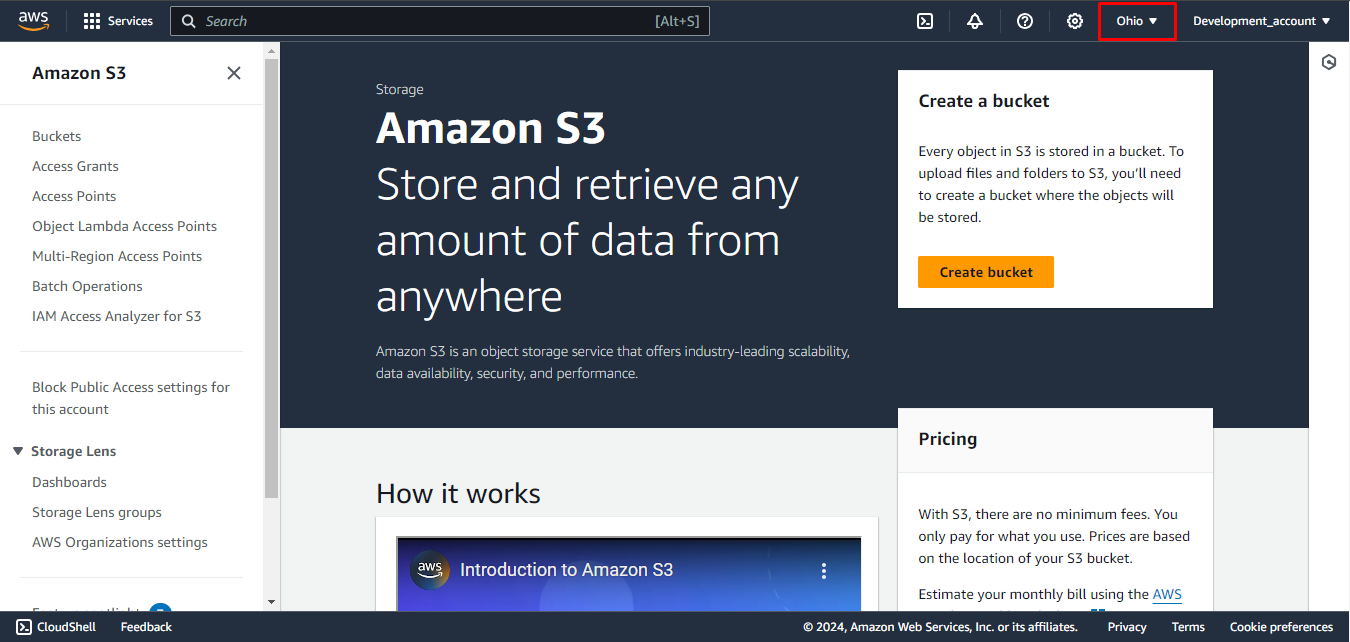 aws
Services
Search
[Alt+S]
Ohio ▼
Development_account ▼
Amazon S3
Buckets
Access Grants
Access Points
Object Lambda Access Points
Multi-Region Access Points
Batch Operations
IAM Access Analyzer for S3
Block Public Access settings for
this account
Storage Lens
Dashboards
Storage Lens groups
AWS Organizations settings
Storage
Amazon S3
Store and retrieve any
amount of data from
anywhere
Amazon S3 is an object storage service that offers industry-leading scalability,
data availability, security, and performance.
Create a bucket
Every object in S3 is stored in a bucket. To
upload files and folders to S3, you'll need
to create a bucket where the objects will
be stored.
Create bucket
How it works
aws
Introduction to Amazon S3
Pricing
With S3, there are no minimum fees. You
only pay for what you use. Prices are
based on the location of your S3 bucket.
Estimate your monthly bill using the AWS
CloudShell
Feedback
© 2024, Amazon Web Services, Inc. or its affiliates.
Privacy
Terms
Cookie preferences